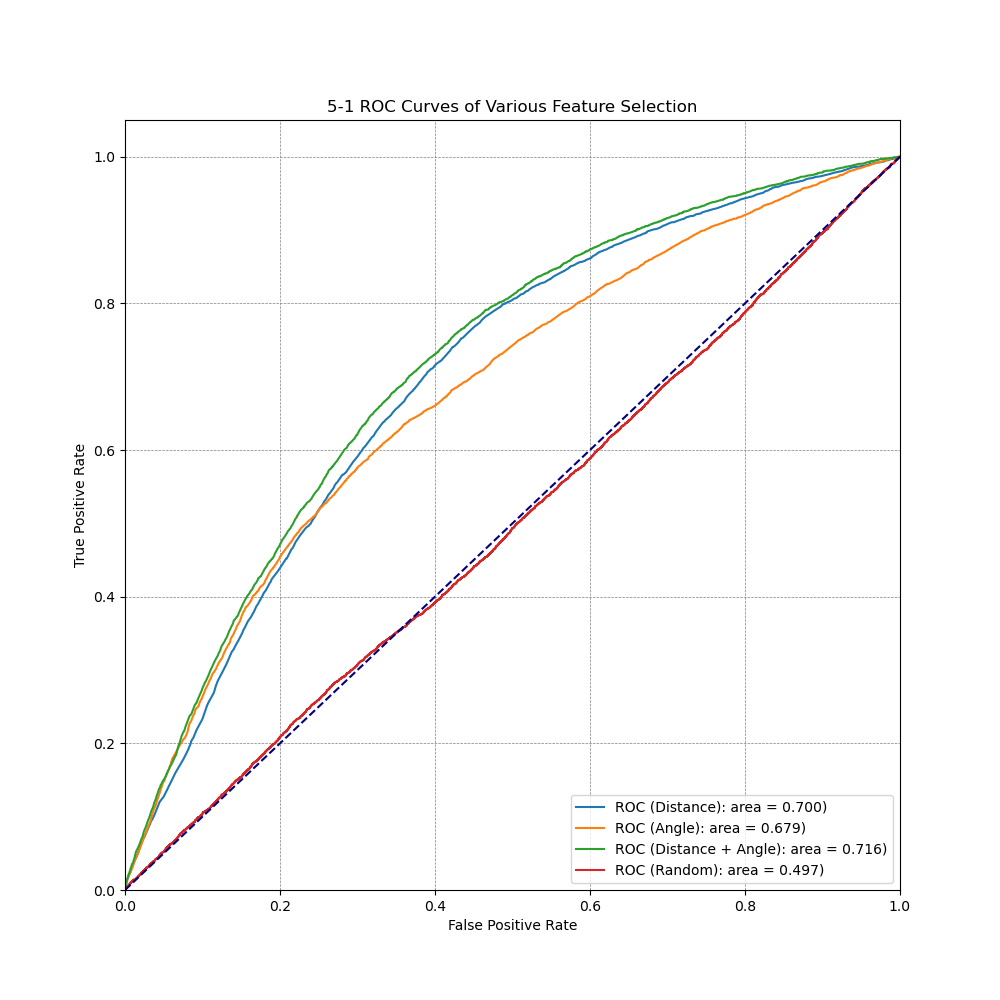 5-1 ROC Curves of Various Feature Selection
True Positive Rate
1.0
0.8
0.6
0.4
0.2
0.0
0.0 0.2 0.4 0.6 0.8 1.0
False Positive Rate
ROC (Distance): area = 0.700)
ROC (Angle): area = 0.679)
ROC (Distance + Angle): area = 0.716)
ROC (Random): area = 0.497)